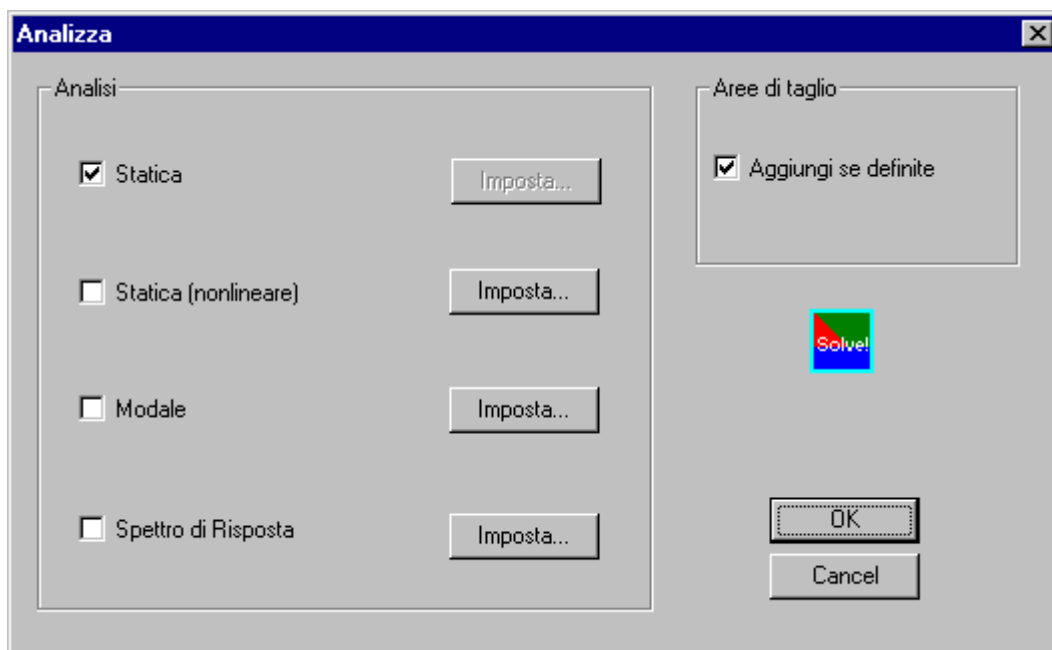 Analizza
Analisi
Statica
Imposta...
Statica (nonlineare)
Imposta...
Modale
Imposta...
Spettro di Risposta
Imposta...
Aree di taglio
Aggiungi se definite
Solve!
OK
Cancel